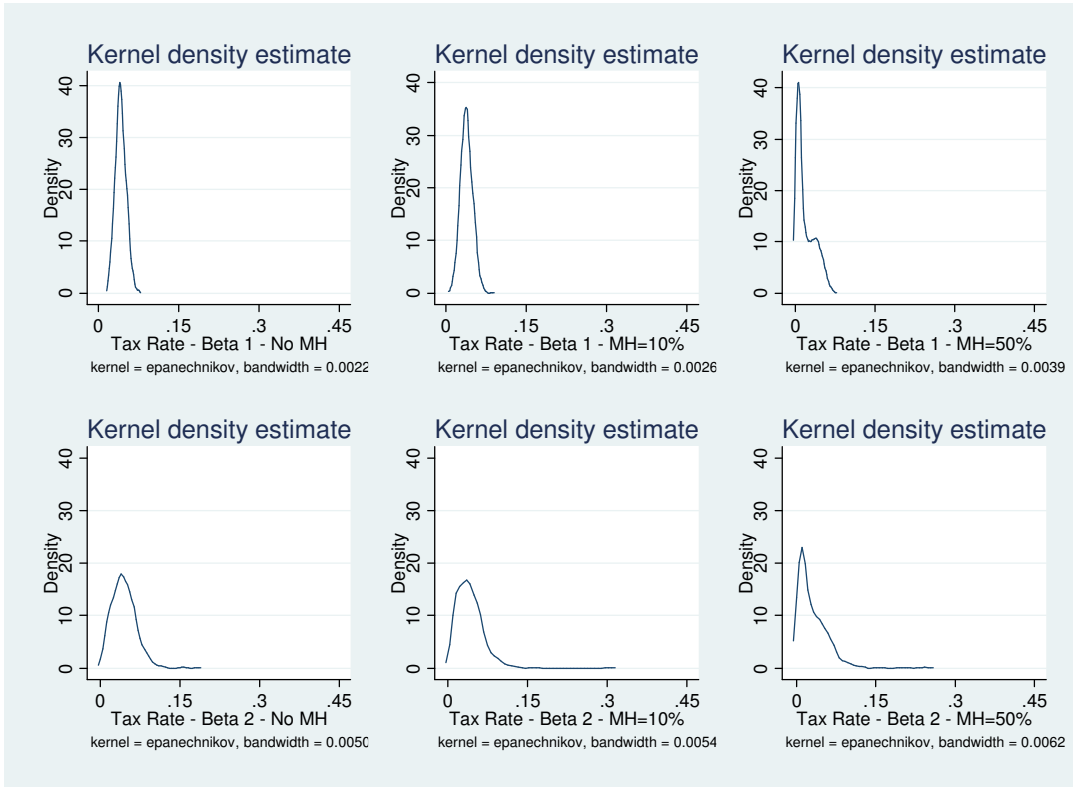 Kernel density estimate
Density
40
30
20
10
0
0 .15 .3 .45
Tax Rate - Beta 1 - No MH
kernel = epanechnikov, bandwidth = 0.0022
Kernel density estimate
Density
40
30
20
10
0
0 .15 .3 .45
Tax Rate - Beta 1 - MH=10%
kernel = epanechnikov, bandwidth = 0.0026
Kernel density estimate
Density
40
30
20
10
0
0 .15 .3 .45
Tax Rate - Beta 1 - MH=50%
kernel = epanechnikov, bandwidth = 0.0039
Kernel density estimate
Density
40
30
20
10
0
0 .15 .3 .45
Tax Rate - Beta 2 - No MH
kernel = epanechnikov, bandwidth = 0.0050
Kernel density estimate
Density
40
30
20
10
0
0 .15 .3 .45
Tax Rate - Beta 2 - MH=10%
kernel = epanechnikov, bandwidth = 0.0054
Kernel density estimate
Density
40
30
20
10
0
0 .15 .3 .45
Tax Rate - Beta 2 - MH=50%
kernel = epanechnikov, bandwidth = 0.0062